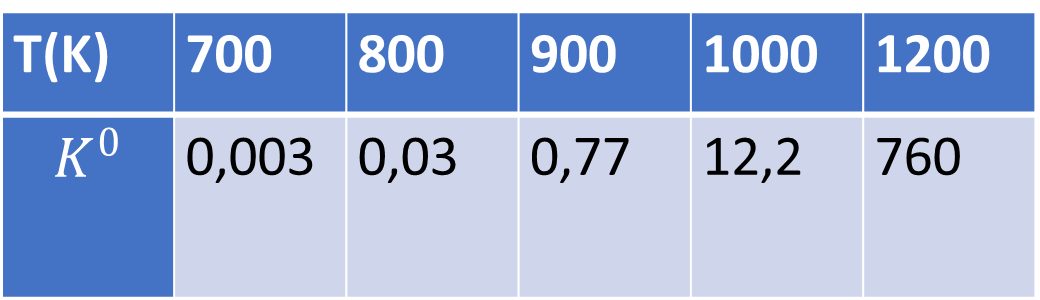 T(K) 700 800 900 1000 1200
K⁰ 0,003 0,03 0,77 12,2 760